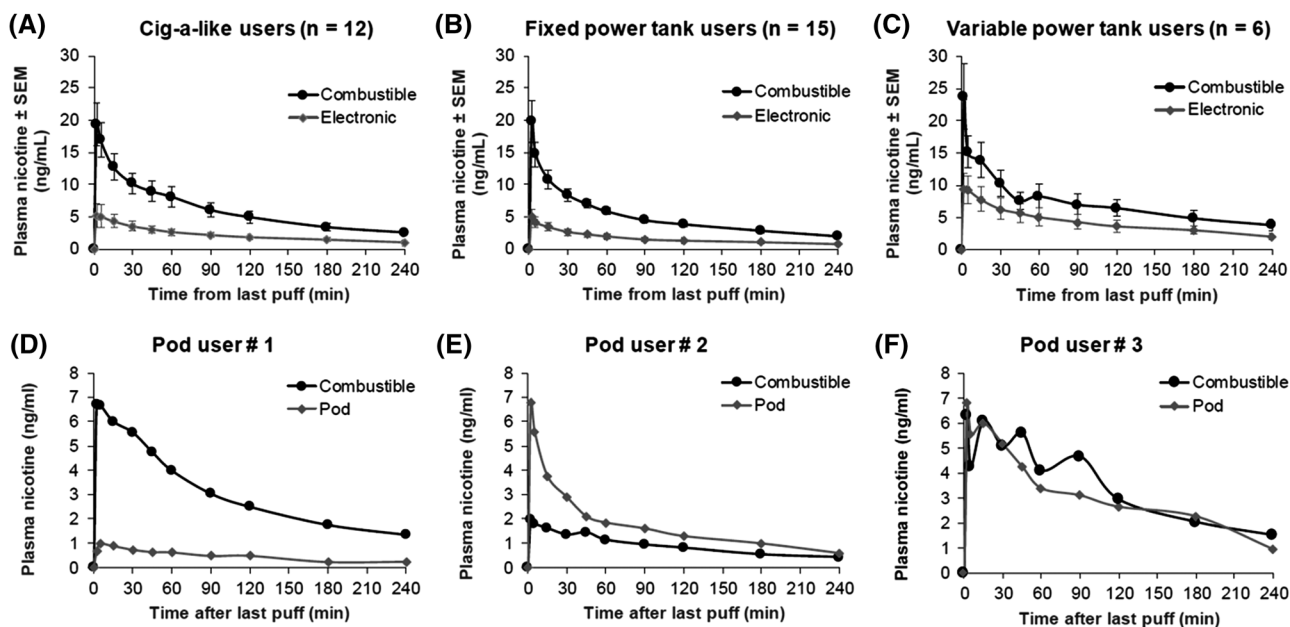 (A) Cig-a-like users (n = 12)
Plasma nicotine ± SEM
(ng/mL)
30
25
20
15
10
5
0
Combustible
Electronic
0 30 60 90 120 150 180 210 240
Time from last puff (min)
(B) Fixed power tank users (n = 15)
Plasma nicotine ± SEM
(ng/mL)
30
25
20
15
10
5
0
Combustible
Electronic
0 30 60 90 120 150 180 210 240
Time from last puff (min)
(C) Variable power tank users (n = 6)
Plasma nicotine ± SEM
(ng/mL)
30
25
20
15
10
5
0
Combustible
Electronic
0 30 60 90 120 150 180 210 240
Time from last puff (min)
(D) Pod user # 1
Plasma nicotine (ng/ml)
8
7
6
5
4
3
2
1
0
Combustible
Pod
0 30 60 90 120 150 180 210 240
Time after last puff (min)
(E) Pod user # 2
Plasma nicotine (ng/ml)
8
7
6
5
4
3
2
1
0
Combustible
Pod
0 30 60 90 120 150 180 210 240
Time after last puff (min)
(F) Pod user # 3
Plasma nicotine (ng/ml)
8
7
6
5
4
3
2
1
0
Combustible
Pod
0 30 60 90 120 150 180 210 240
Time after last puff (min)